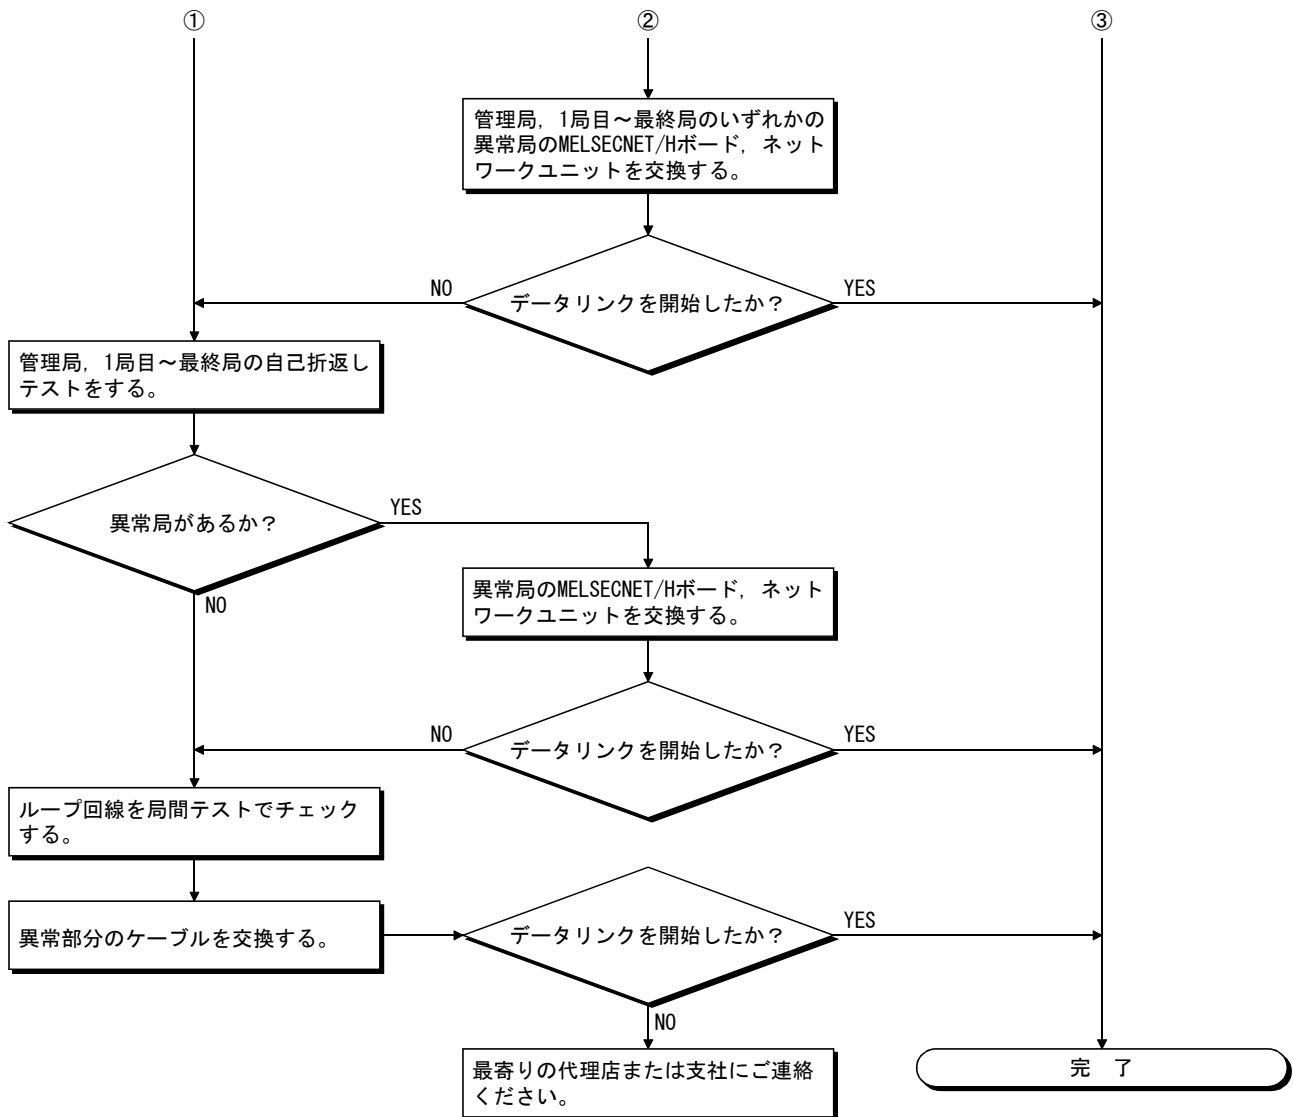 ①
②
③
管理局，1局目～最終局のいずれかの
異常局のMELSECNET/Hボード，ネット
ワークユニットを交換する。
NO
データリンクを開始したか？
YES
管理局，1局目～最終局の自己折返し
テストをする。
異常局があるか？
YES
NO
異常局のMELSECNET/Hボード，ネット
ワークユニットを交換する。
NO
データリンクを開始したか？
YES
ループ回線を局間テストでチェック
する。
異常部分のケーブルを交換する。
データリンクを開始したか？
YES
NO
最寄りの代理店または支社にご連絡
ください。
完　了